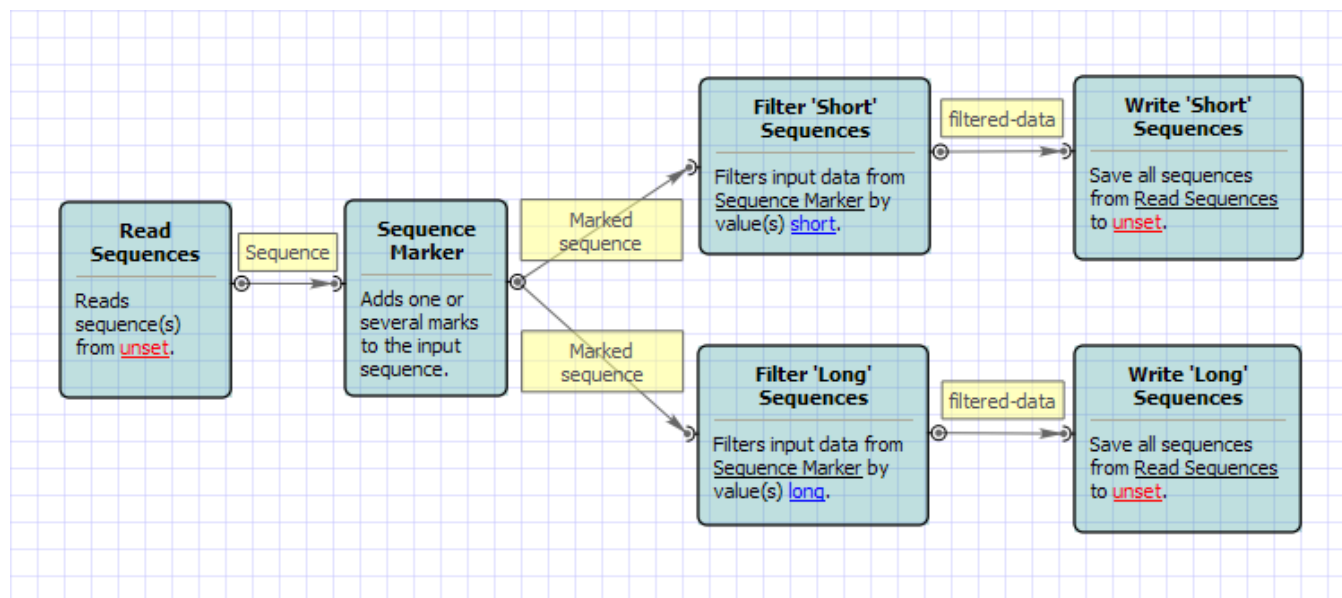 Read
Sequences
Reads
sequence(s)
from unset.
Sequence
Sequence
Marker
Adds one or
several marks
to the input
sequence.
Marked
sequence
Filter 'Short'
Sequences
Filters input data from
Sequence Marker by
value(s) short.
filtered-data
Write 'Short'
Sequences
Save all sequences
from Read Sequences
to unset.
Marked
sequence
Filter 'Long'
Sequences
Filters input data from
Sequence Marker by
value(s) long.
filtered-data
Write 'Long'
Sequences
Save all sequences
from Read Sequences
to unset.